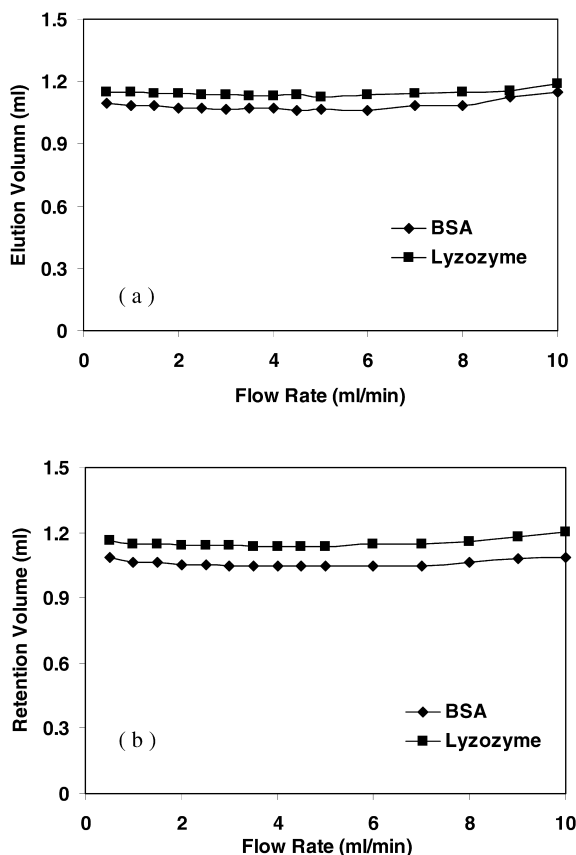 1.5
1.2
0.9
0.6
0.3
0
Elution Volumn (ml)
BSA
Lyzozyme
( a )
0 2 4 6 8 10
Flow Rate (ml/min)
1.5
1.2
0.9
0.6
0.3
0
Retention Volume (ml)
BSA
Lyzozyme
( b )
0 2 4 6 8 10
Flow Rate (ml/min)